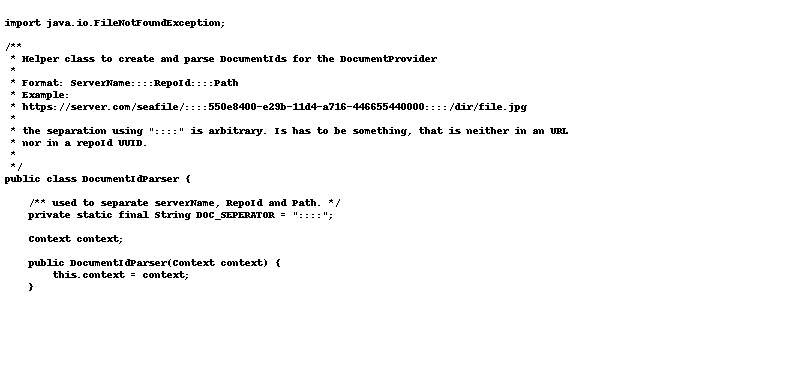 import java.io.FileNotFoundException;
/**
 * Helper class to create and parse DocumentIds for the DocumentProvider
 *
 * Format: ServerName::::RepoId::::Path
 * Example:
 * https://server.com/seafile/::::550e8400-e29b-11d4-a716-446655440000::::/dir/file.jpg
 *
 * the separation using "::::" is arbitrary. Is has to be something, that is neither in an URL
 * nor in a repoId UUID.
 *
 */
public class DocumentIdParser {
    /** used to separate serverName, RepoId and Path. */
    private static final String DOC_SEPERATOR = "::::";
    Context context;
    public DocumentIdParser(Context context) {
        this.context = context;
    }